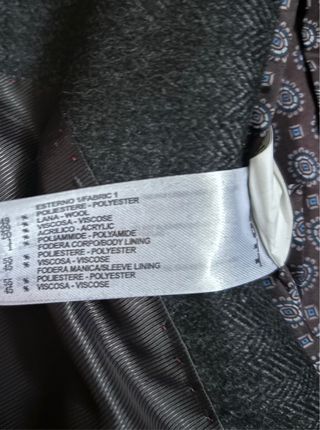 ESTERNO 1/FABRIC 1
POLIESTERE - POLYESTER
LANA - WOOL
VISCOSA - VISCOSE
ACRILICO - ACRYLIC
POLIAMMIDE - POLYAMIDE
FODERA CORPO/BODY LINING
POLIESTERE - POLYESTER
VISCOSA - VISCOSE
FODERA MANICA/SLEEVE LINING
POLIESTERE - POLYESTER
VISCOSA - VISCOSE